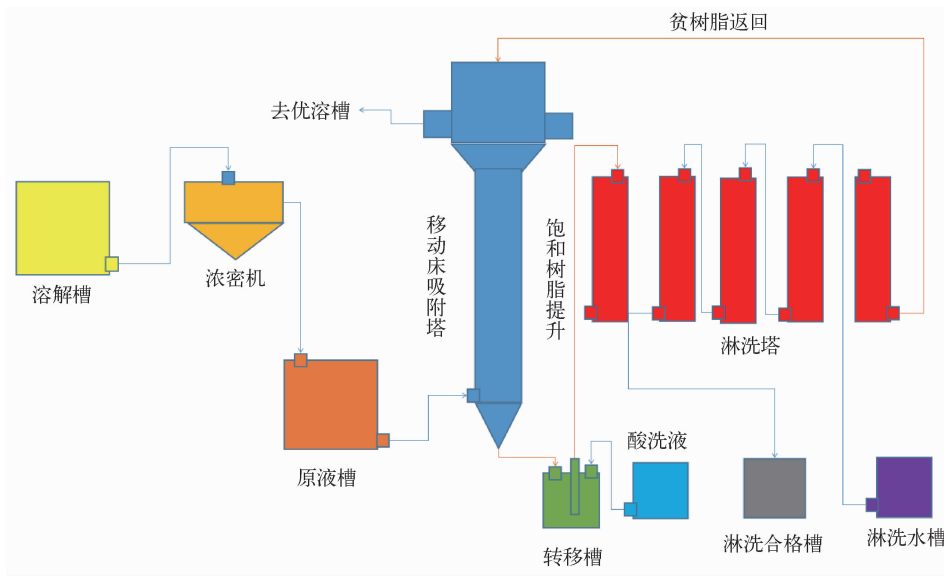 贫树脂返回
去优溶槽
溶解槽
浓密机
移动床吸附塔
饱和树脂提升
淋洗塔
原液槽
酸洗液
转移槽
淋洗合格槽
淋洗水槽